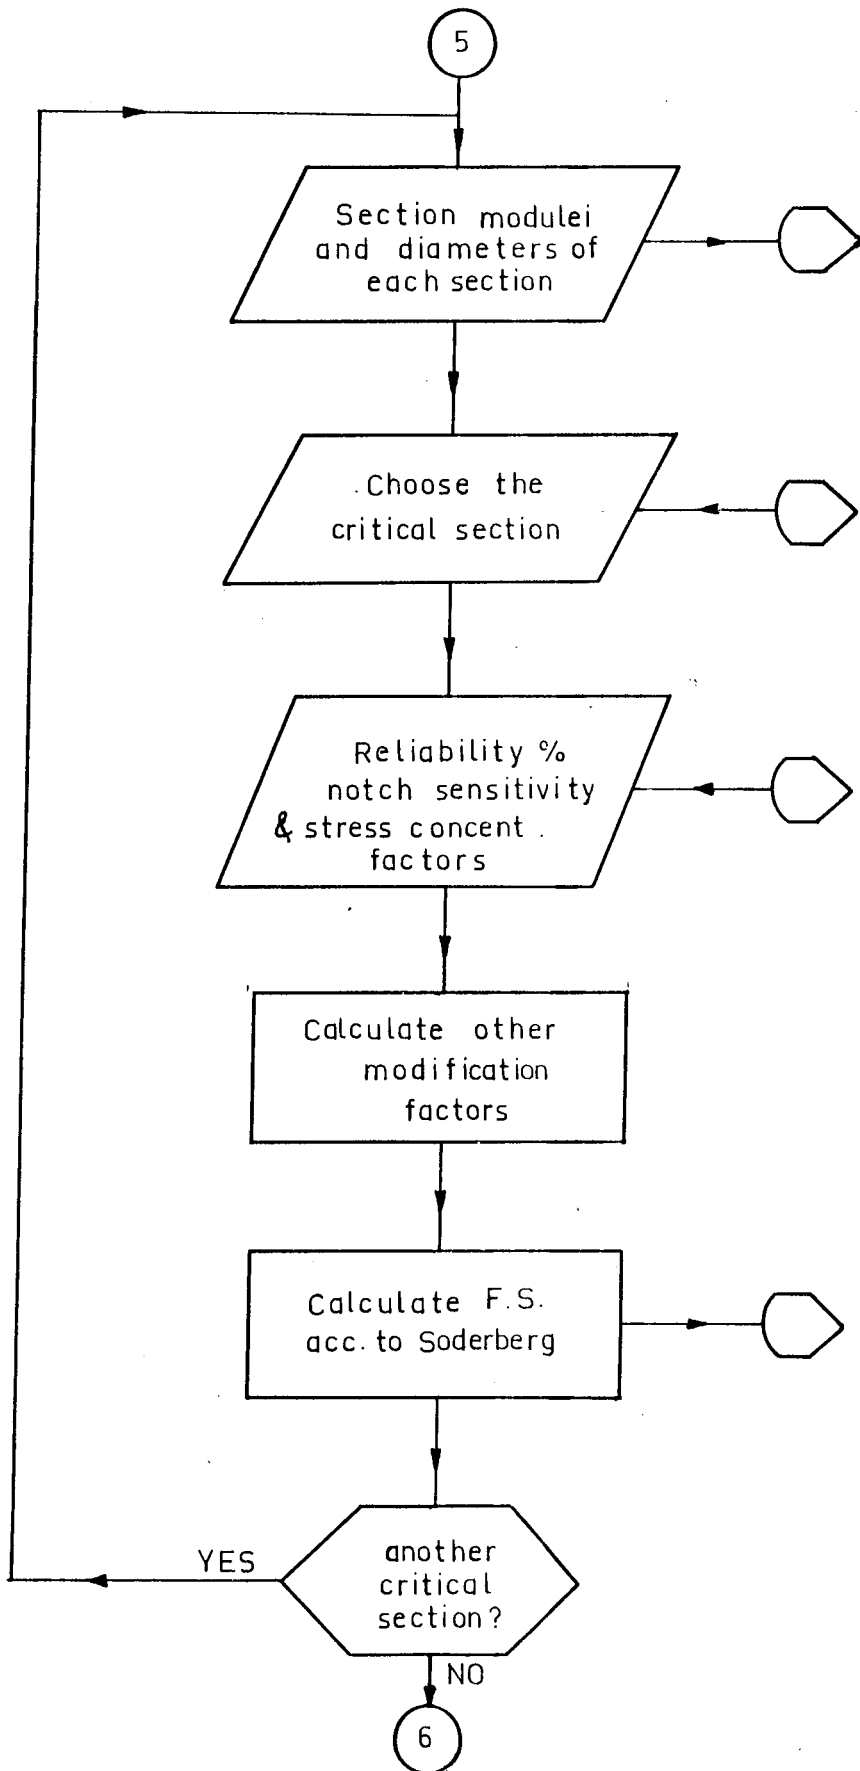 5
Section modulei
and diameters of
each section
Choose the
critical section
Reliability %
notch sensitivity
& stress concent.
factors
Calculate other
modification
factors
Calculate F.S.
acc. to Soderberg
another
critical
section?
YES
NO
6